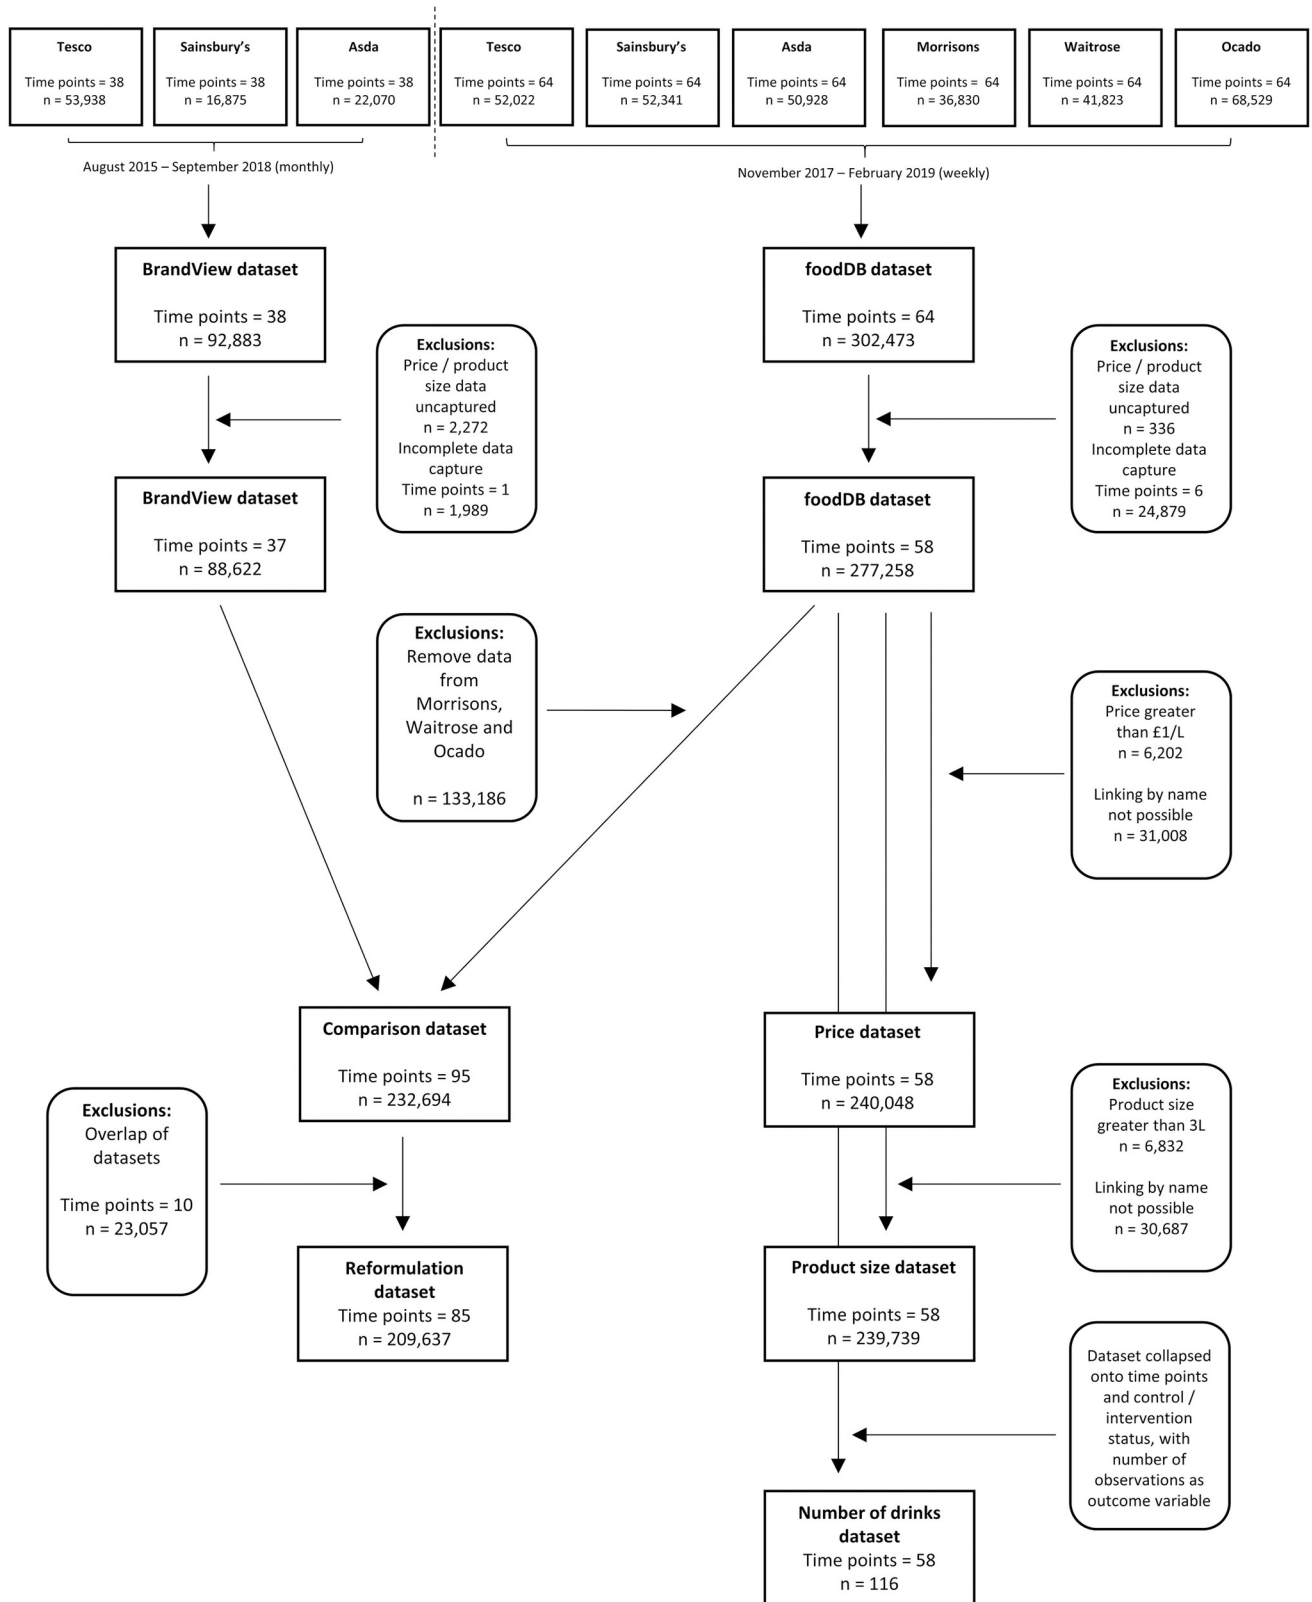 Tesco
Time points = 38
n = 53,938
Sainsbury's
Time points = 38
n = 16,875
Asda
Time points = 38
n = 22,070
Tesco
Time points = 64
n = 52,022
Sainsbury's
Time points = 64
n = 52,341
Asda
Time points = 64
n = 50,928
Morrisons
Time points = 64
n = 36,830
Waitrose
Time points = 64
n = 41,823
Ocado
Time points = 64
n = 68,529
August 2015 – September 2018 (monthly)
November 2017 – February 2019 (weekly)
BrandView dataset
Time points = 38
n = 92,883
foodDB dataset
Time points = 64
n = 302,473
Exclusions:
Price / product
size data
uncaptured
n = 2,272
Incomplete data
capture
Time points = 1
n = 1,989
Exclusions:
Price / product
size data
uncaptured
n = 336
Incomplete data
capture
Time points = 6
n = 24,879
BrandView dataset
Time points = 37
n = 88,622
foodDB dataset
Time points = 58
n = 277,258
Exclusions:
Remove data
from
Morrisons,
Waitrose and
Ocado
n = 133,186
Exclusions:
Price greater
than £1/L
n = 6,202
Linking by name
not possible
n = 31,008
Comparison dataset
Time points = 95
n = 232,694
Price dataset
Time points = 58
n = 240,048
Exclusions:
Overlap of
datasets
Time points = 10
n = 23,057
Exclusions:
Product size
greater than 3L
n = 6,832
Linking by name
not possible
n = 30,687
Reformulation
dataset
Time points = 85
n = 209,637
Product size dataset
Time points = 58
n = 239,739
Dataset collapsed
onto time points
and control /
intervention
status, with
number of
observations as
outcome variable
Number of drinks
dataset
Time points = 58
n = 116